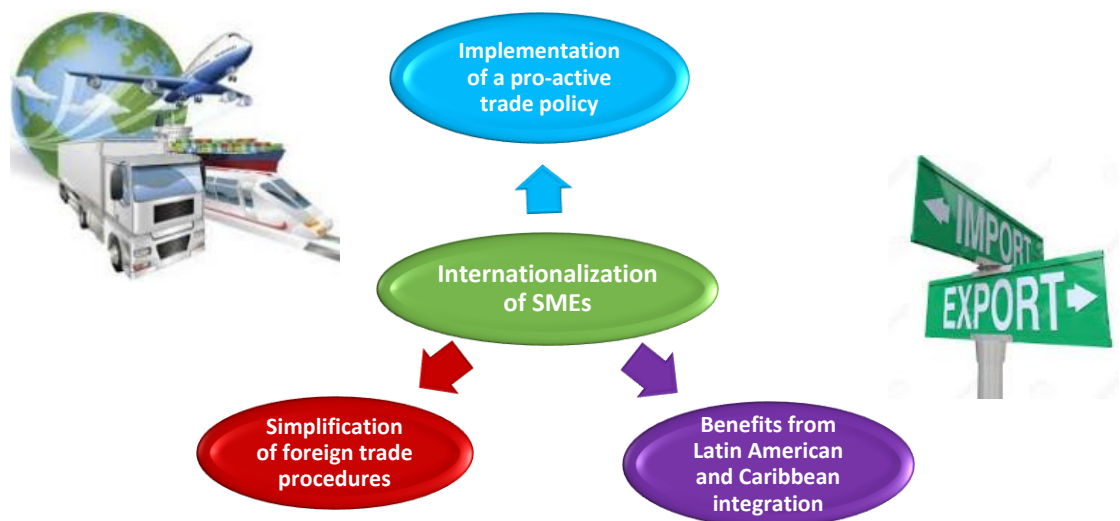 Implementation
of a pro-active
trade policy
Internationalization
of SMEs
IMPORT
EXPORT
Simplification
of foreign trade
procedures
Benefits from
Latin American
and Caribbean
integration